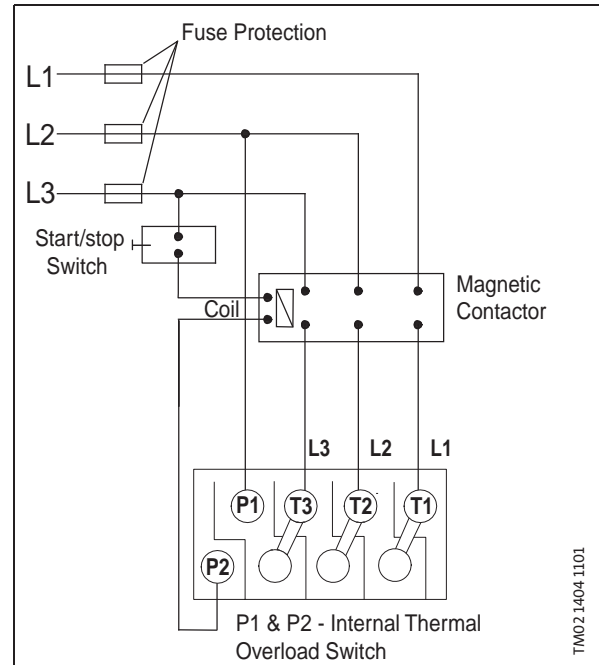 Fuse Protection
L1
L2
L3
Start/stop
Switch
Coil
Magnetic
Contactor
L3 L2 L1
P1 T3 T2 T1
P2
P1 & P2 - Internal Thermal
Overload Switch
TM02 1404 1101